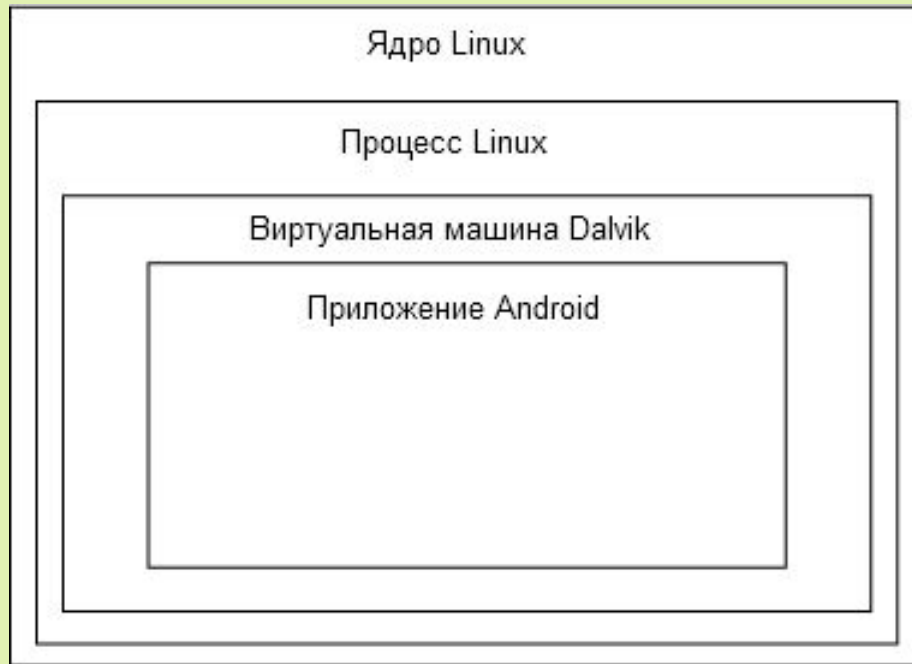 Ядро Linux
Процесс Linux
Виртуальная машина Dalvik
Приложение Android